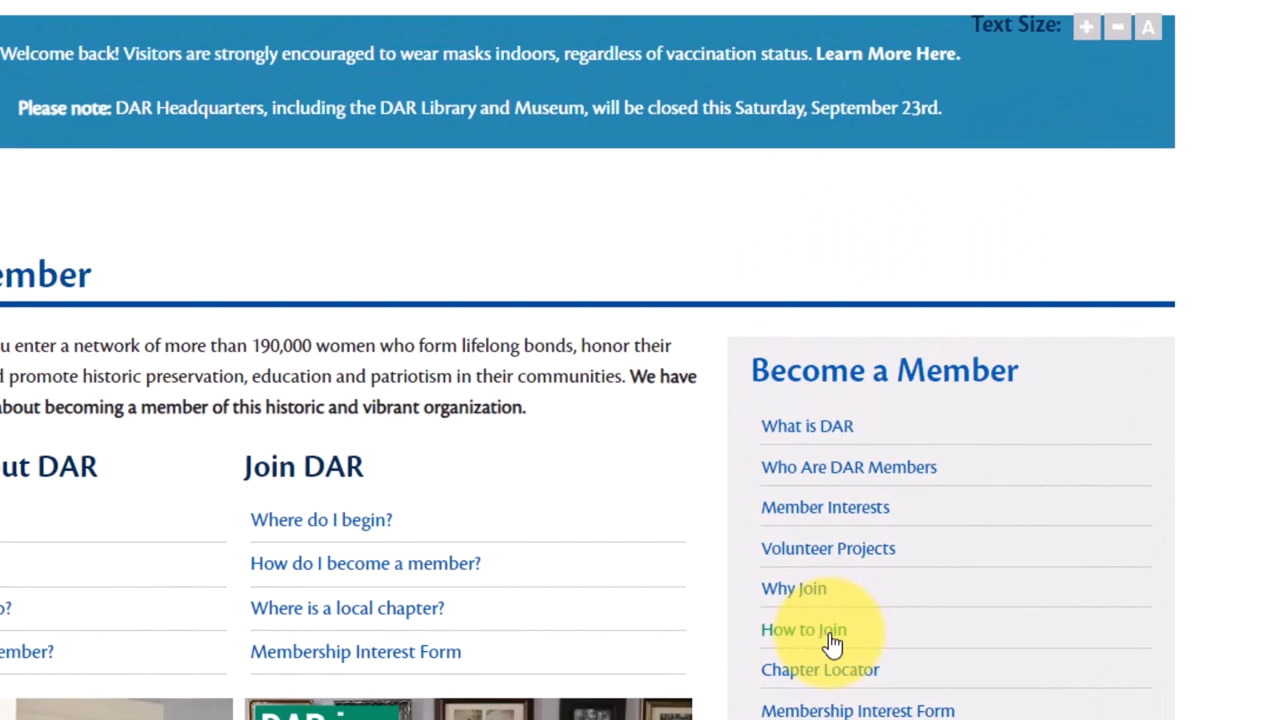 Text Size: + - A
Welcome back! Visitors are strongly encouraged to wear masks indoors, regardless of vaccination status. Learn More Here.
Please note: DAR Headquarters, including the DAR Library and Museum, will be closed this Saturday, September 23rd.
ember
u enter a network of more than 190,000 women who form lifelong bonds, honor their
d promote historic preservation, education and patriotism in their communities. We have
about becoming a member of this historic and vibrant organization.
ut DAR
o?
ember?
Join DAR
Where do I begin?
How do I become a member?
Where is a local chapter?
Membership Interest Form
Become a Member
What is DAR
Who Are DAR Members
Member Interests
Volunteer Projects
Why Join
How to Join
Chapter Locator
Membership Interest Form